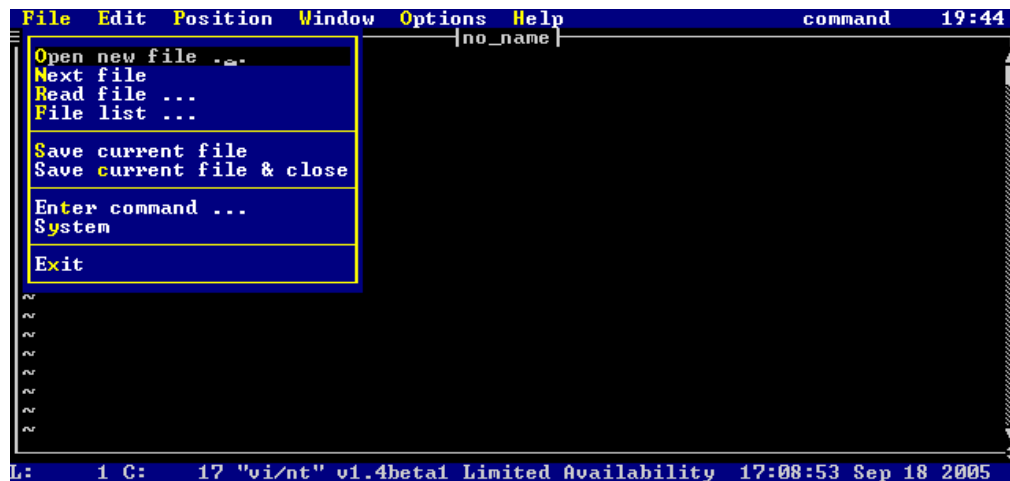 File Edit Position Window Options Help command 19:44
no_name
Open new file ...
Next file
Read file ...
File list ...
Save current file
Save current file & close
Enter command ...
System
Exit
~
~
~
~
~
~
~
~
L: 1 C: 17 "vi/nt" v1.4beta1 Limited Availability 17:08:53 Sep 18 2005